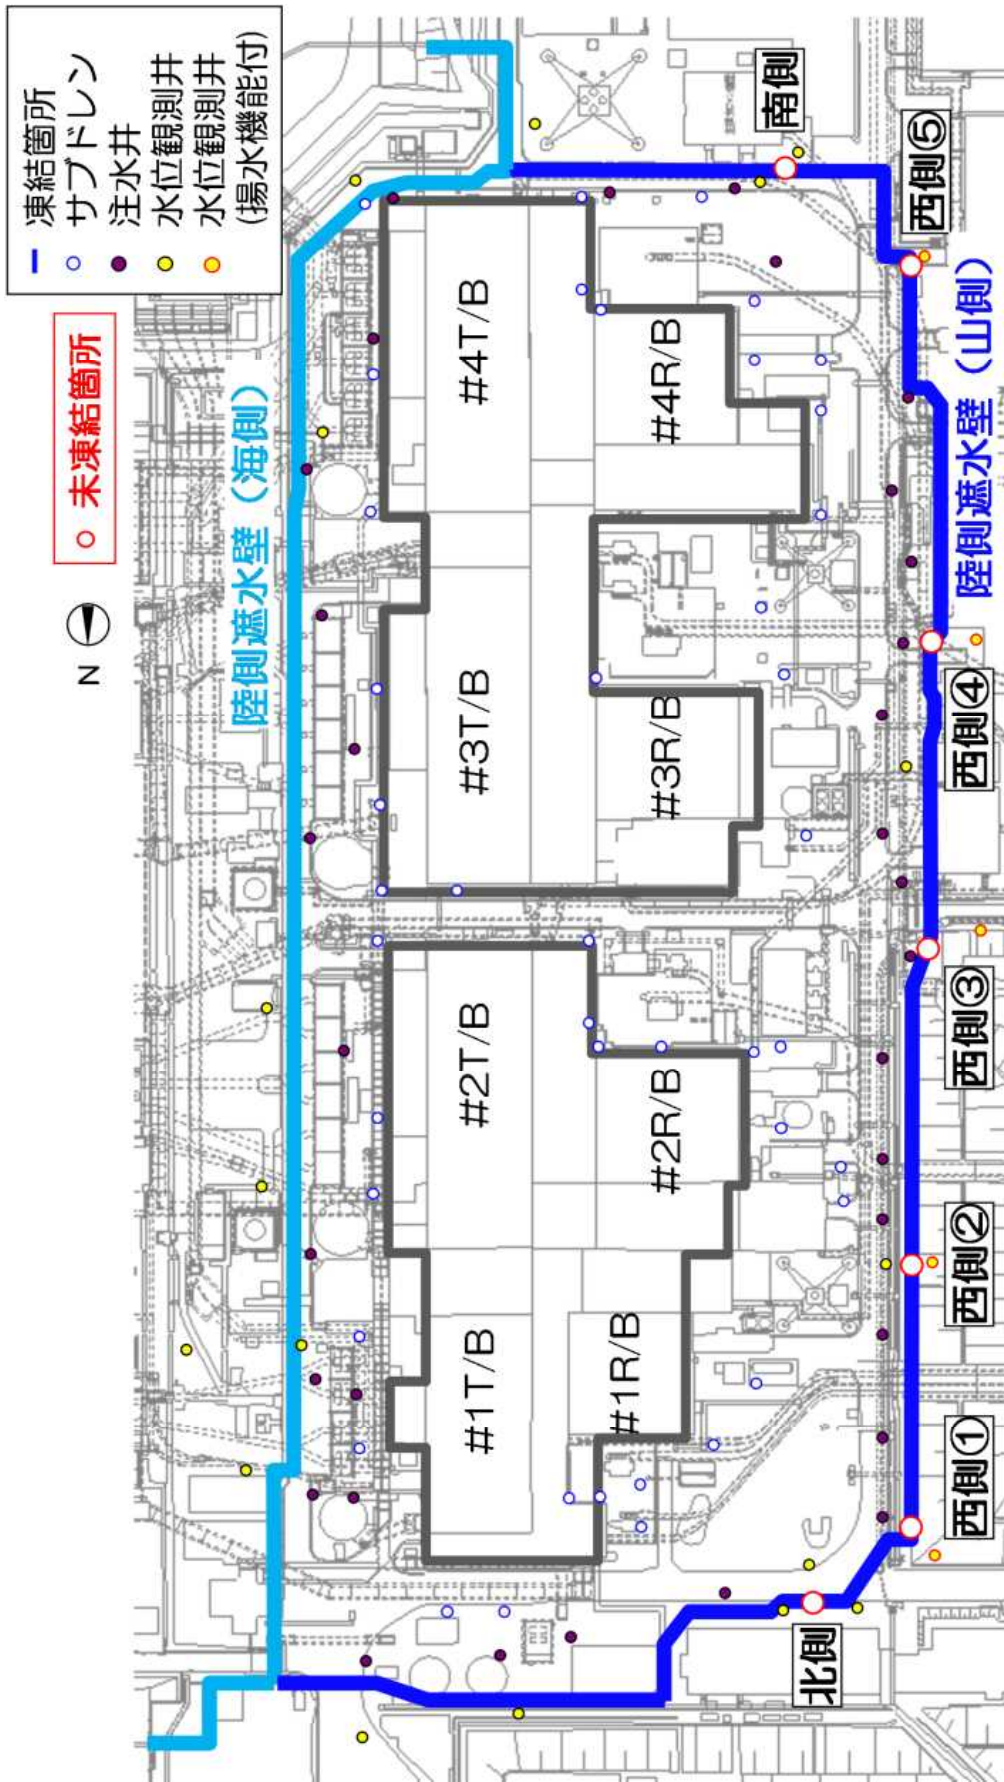 凍結箇所
サブドレン
注水井
水位観測井
水位観測井
(揚水機能付)
未凍結箇所
N
陸側遮水壁（海側）
#1T/B
#2T/B
#3T/B
#4T/B
#1R/B
#2R/B
#3R/B
#4R/B
北側
南側
西側①
西側②
西側③
西側④
西側⑤
陸側遮水壁（山側）